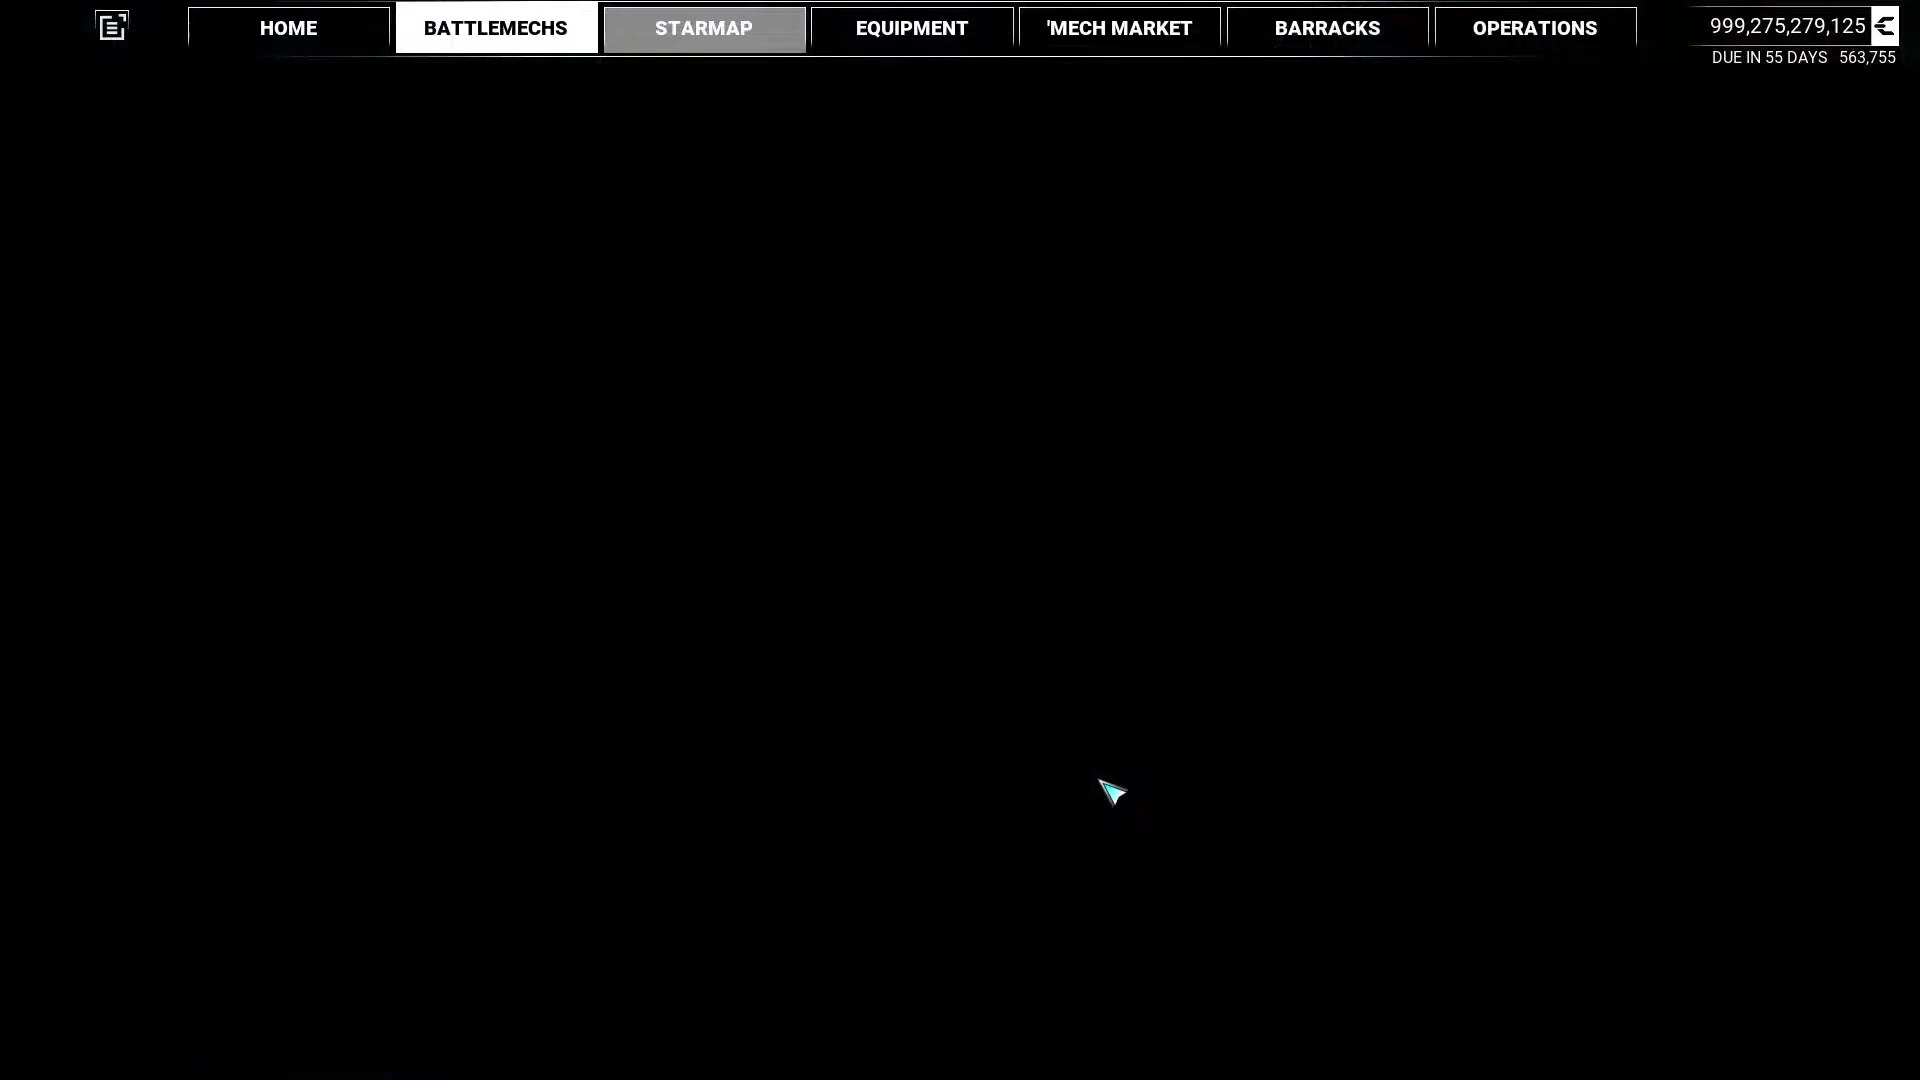 HOME BATTLEMECHS STARMAP EQUIPMENT 'MECH MARKET BARRACKS OPERATIONS 999,275,279,125
DUE IN 55 DAYS 563,755